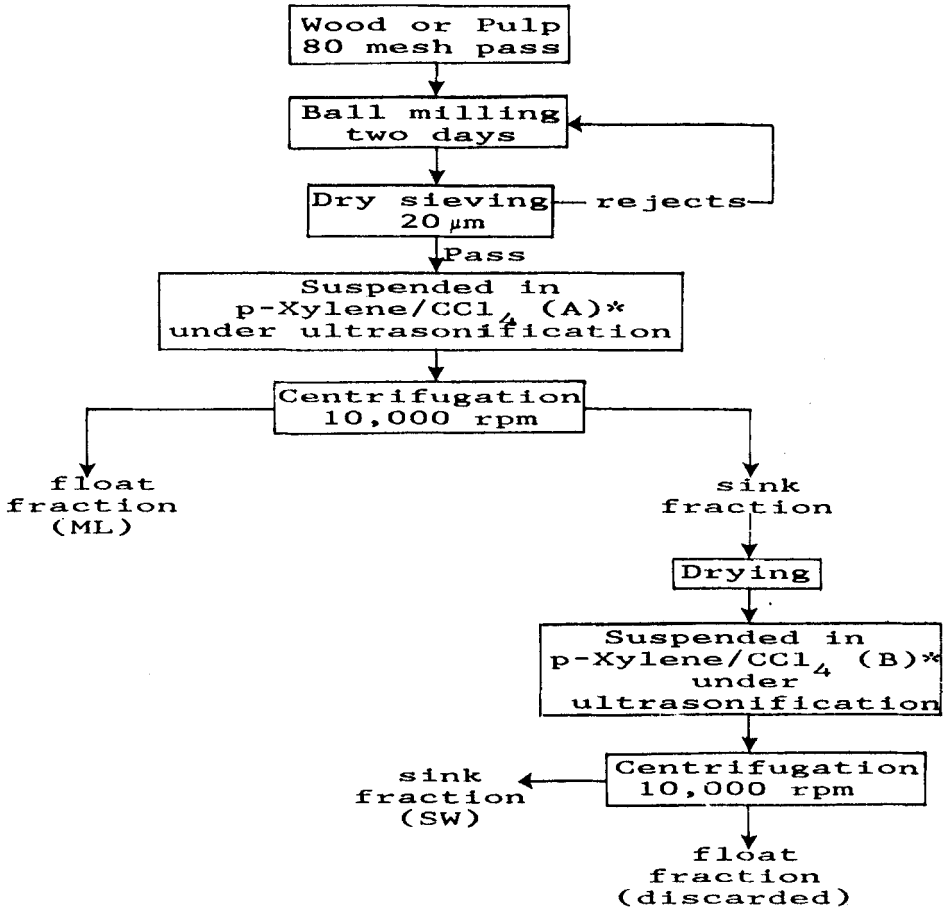 Wood or Pulp
80 mesh pass
Ball milling
two days
Dry sieving
20 μm
rejects
Pass
Suspended in
p-Xylene/CCl4 (A)*
under ultrasonification
Centrifugation
10,000 rpm
float
fraction
(ML)
sink
fraction
Drying
Suspended in
p-Xylene/CCl4 (B)*
under
ultrasonification
Centrifugation
10,000 rpm
sink
fraction
(SW)
float
fraction
(discarded)